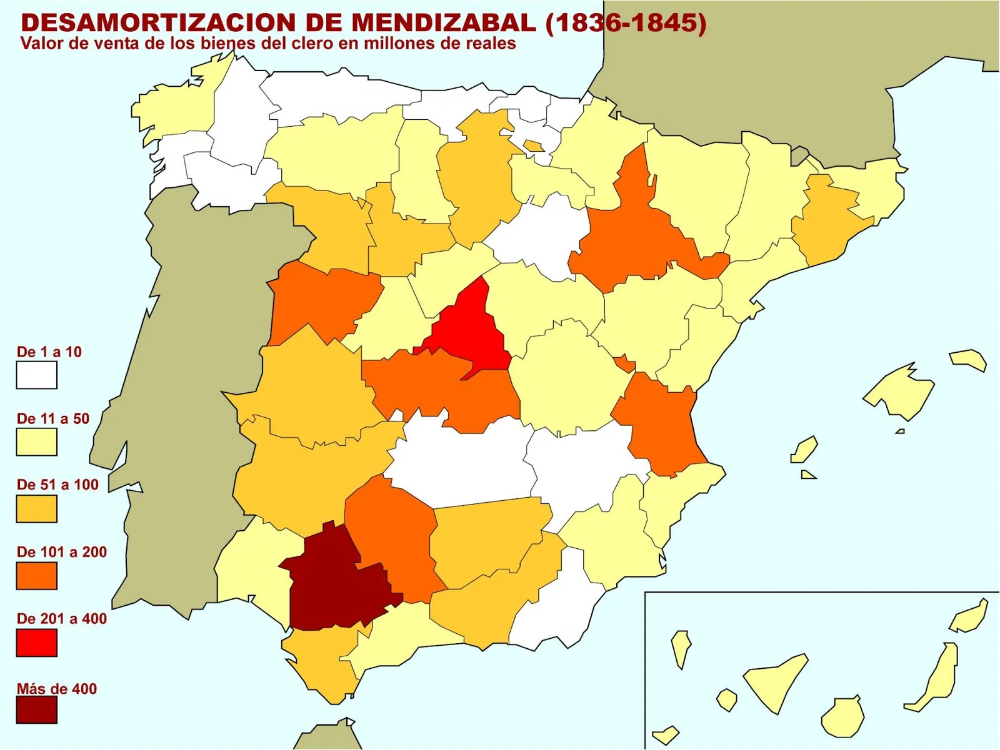 DESAMORTIZACION DE MENDIZABAL (1836-1845)
Valor de venta de los bienes del clero en millones de reales
De 1 a 10
De 11 a 50
De 51 a 100
De 101 a 200
De 201 a 400
Más de 400